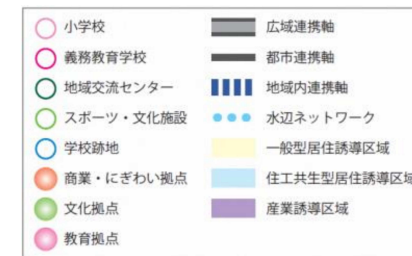 小学校
義務教育学校
地域交流センター
スポーツ・文化施設
学校跡地
商業・にぎわい拠点
文化拠点
教育拠点
広域連携軸
都市連携軸
地域内連携軸
水辺ネットワーク
一般型居住誘導区域
住工共生型居住誘導区域
産業誘導区域